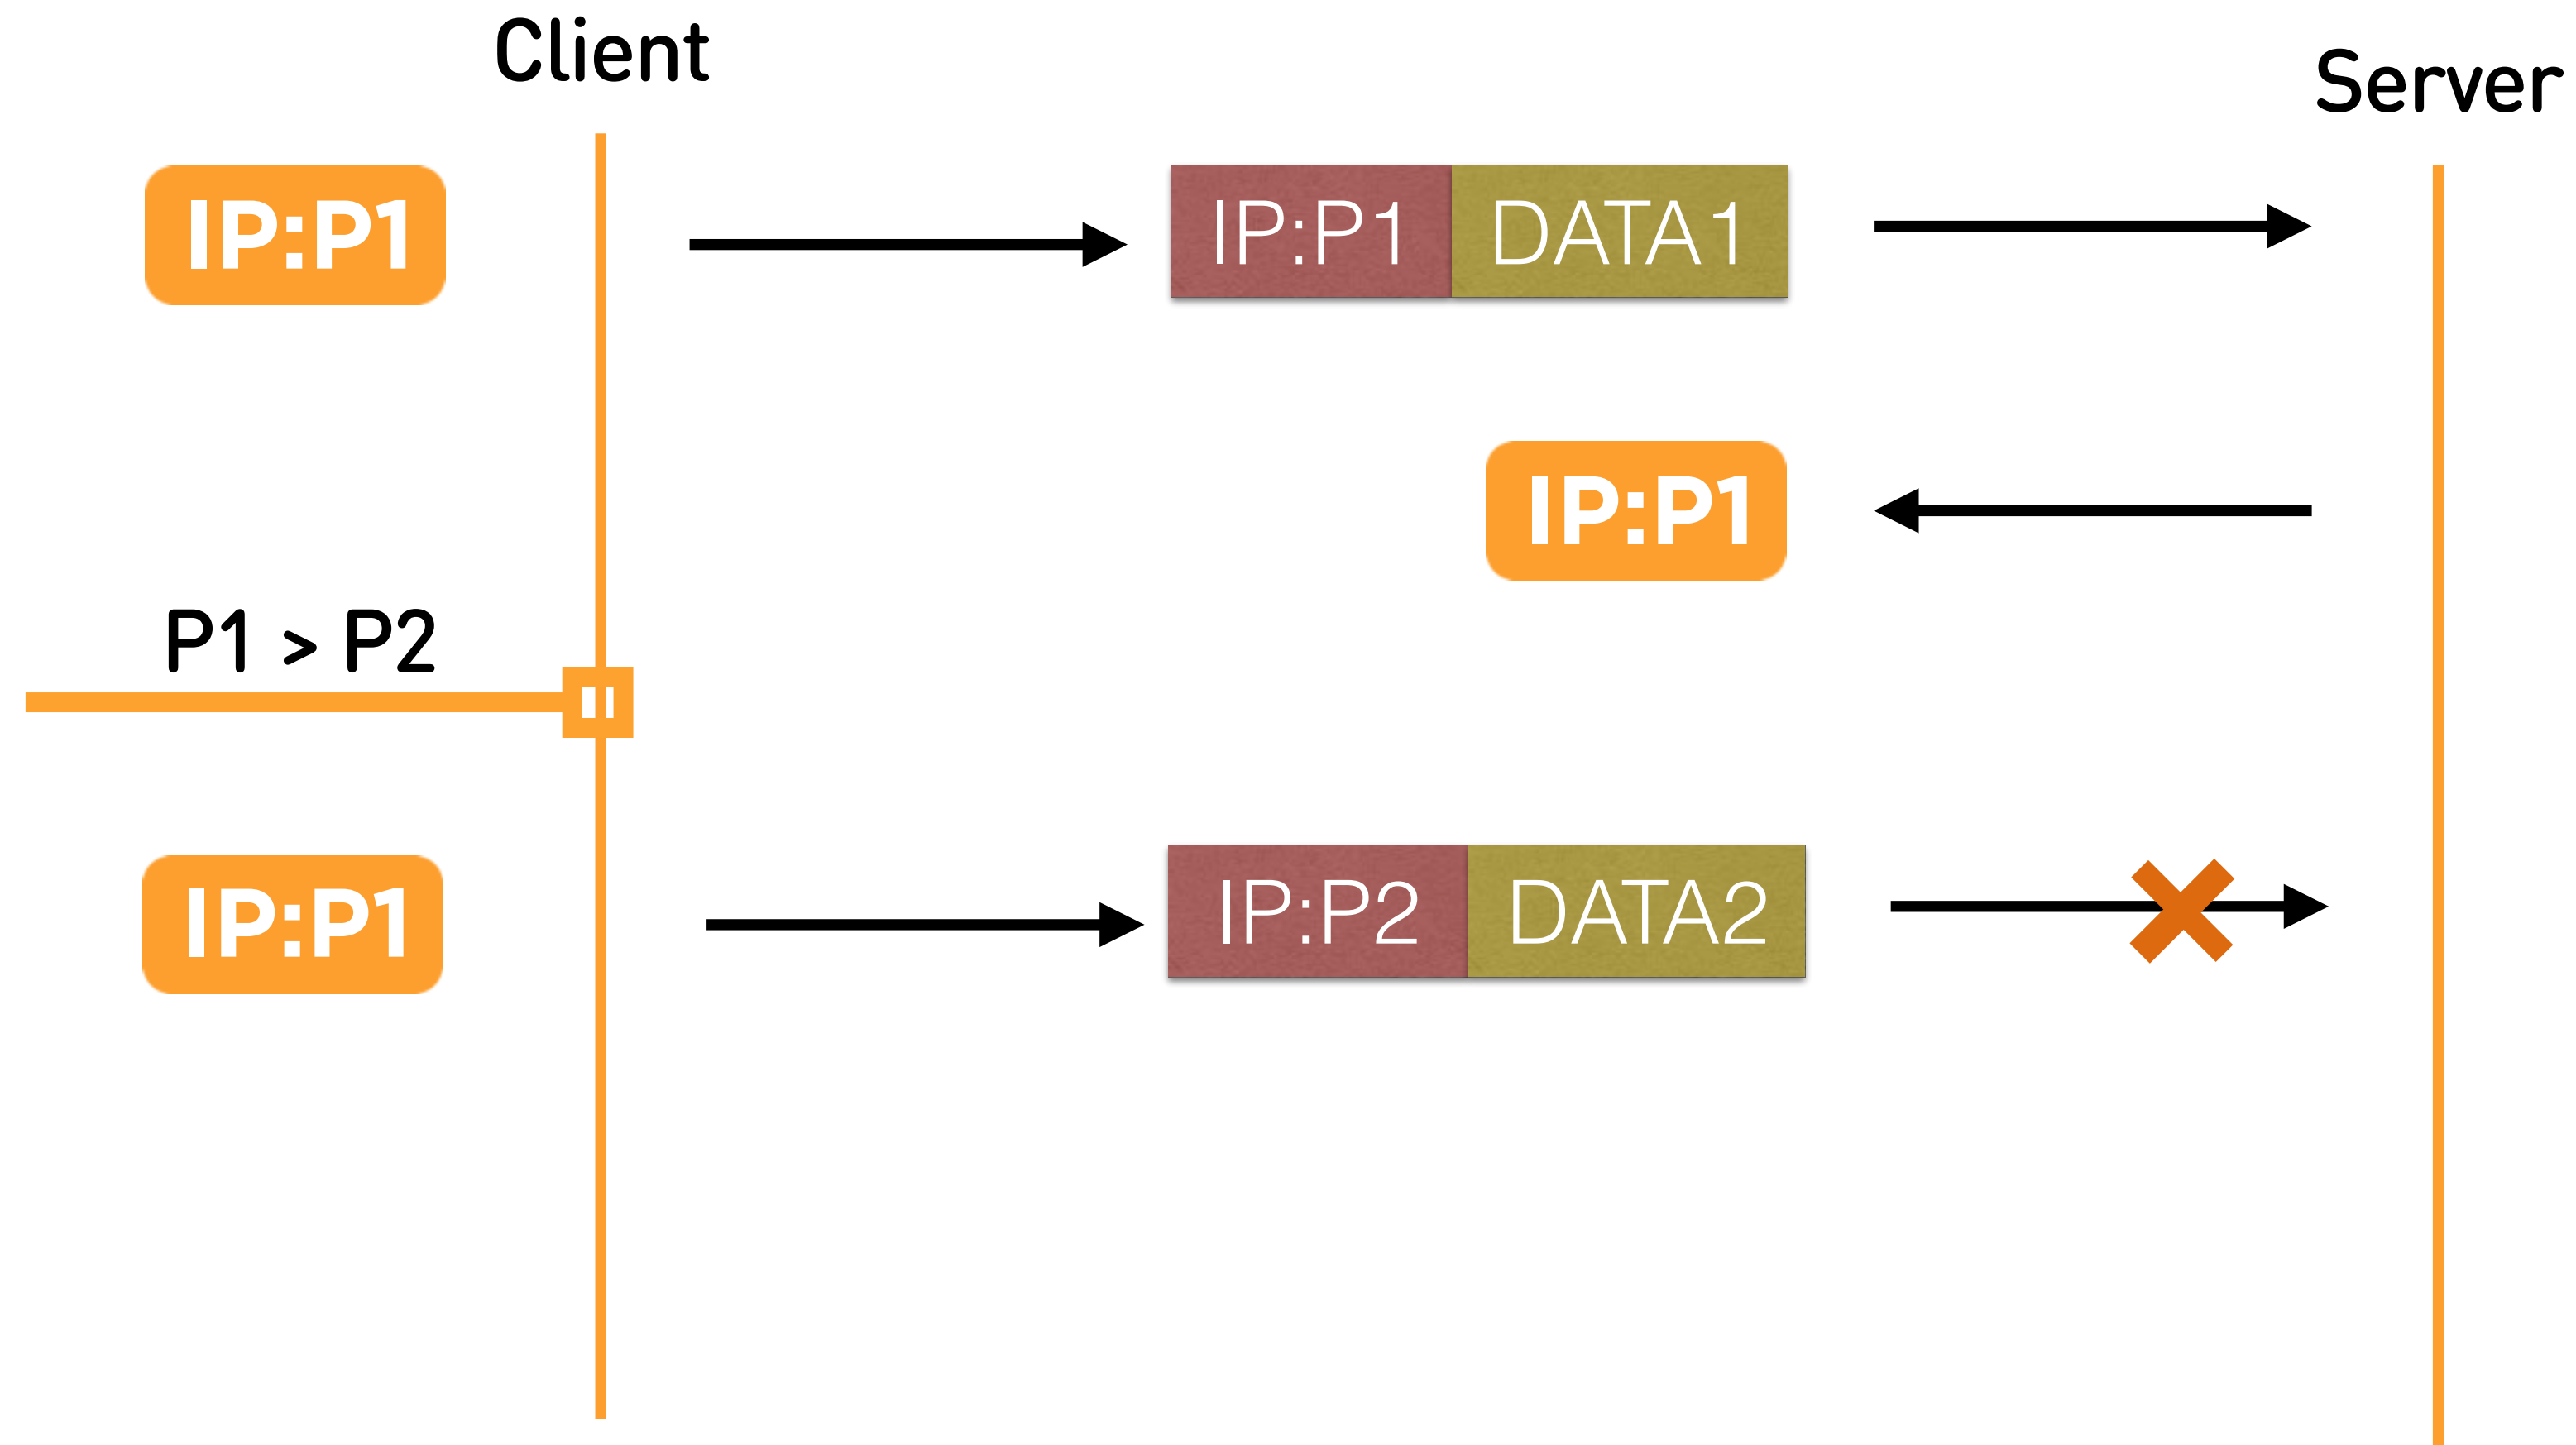 Client
Server
IP:P1
IP:P1
DATA1
IP:P1
P1 > P2
IP:P1
IP:P2
DATA2